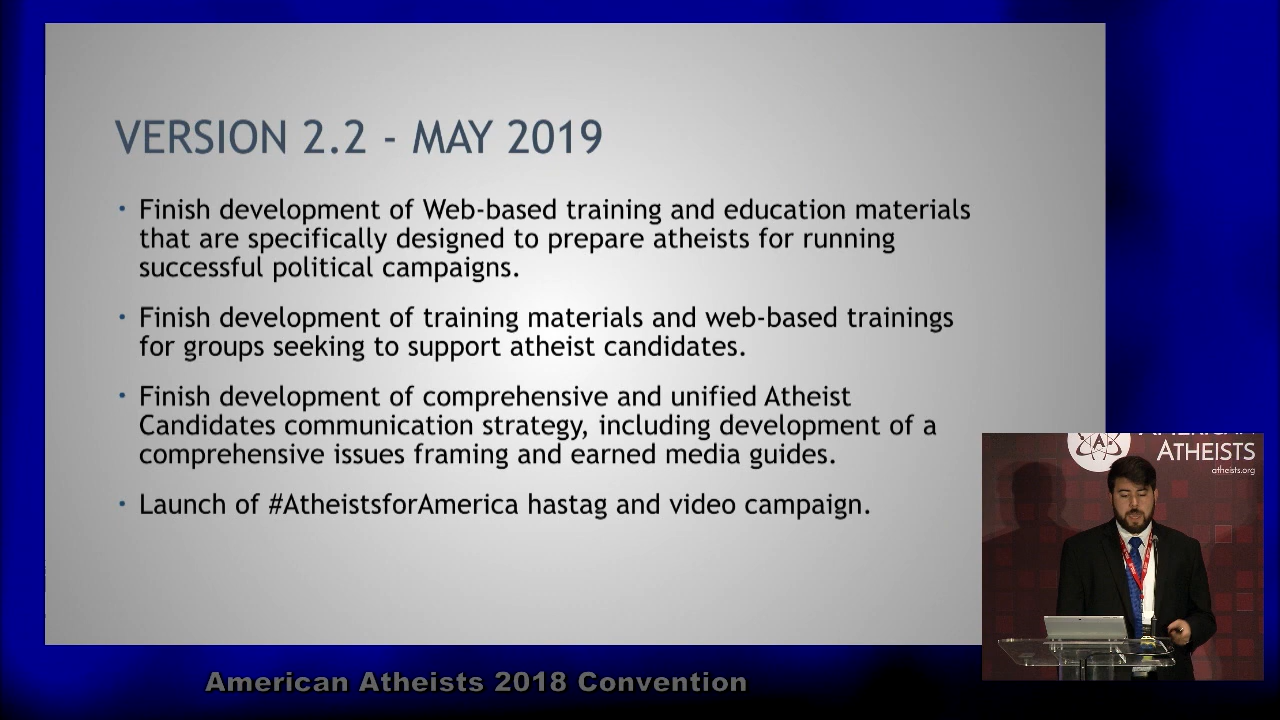 VERSION 2.2 - MAY 2019
• Finish development of Web-based training and education materials
that are specifically designed to prepare atheists for running
successful political campaigns.
• Finish development of training materials and web-based trainings
for groups seeking to support atheist candidates.
• Finish development of comprehensive and unified Atheist
Candidates communication strategy, including development of a
comprehensive issues framing and earned media guides.
• Launch of #AtheistsforAmerica hastag and video campaign.
AMERICAN
ATHEISTS
atheists.org
A
American Atheists 2018 Convention